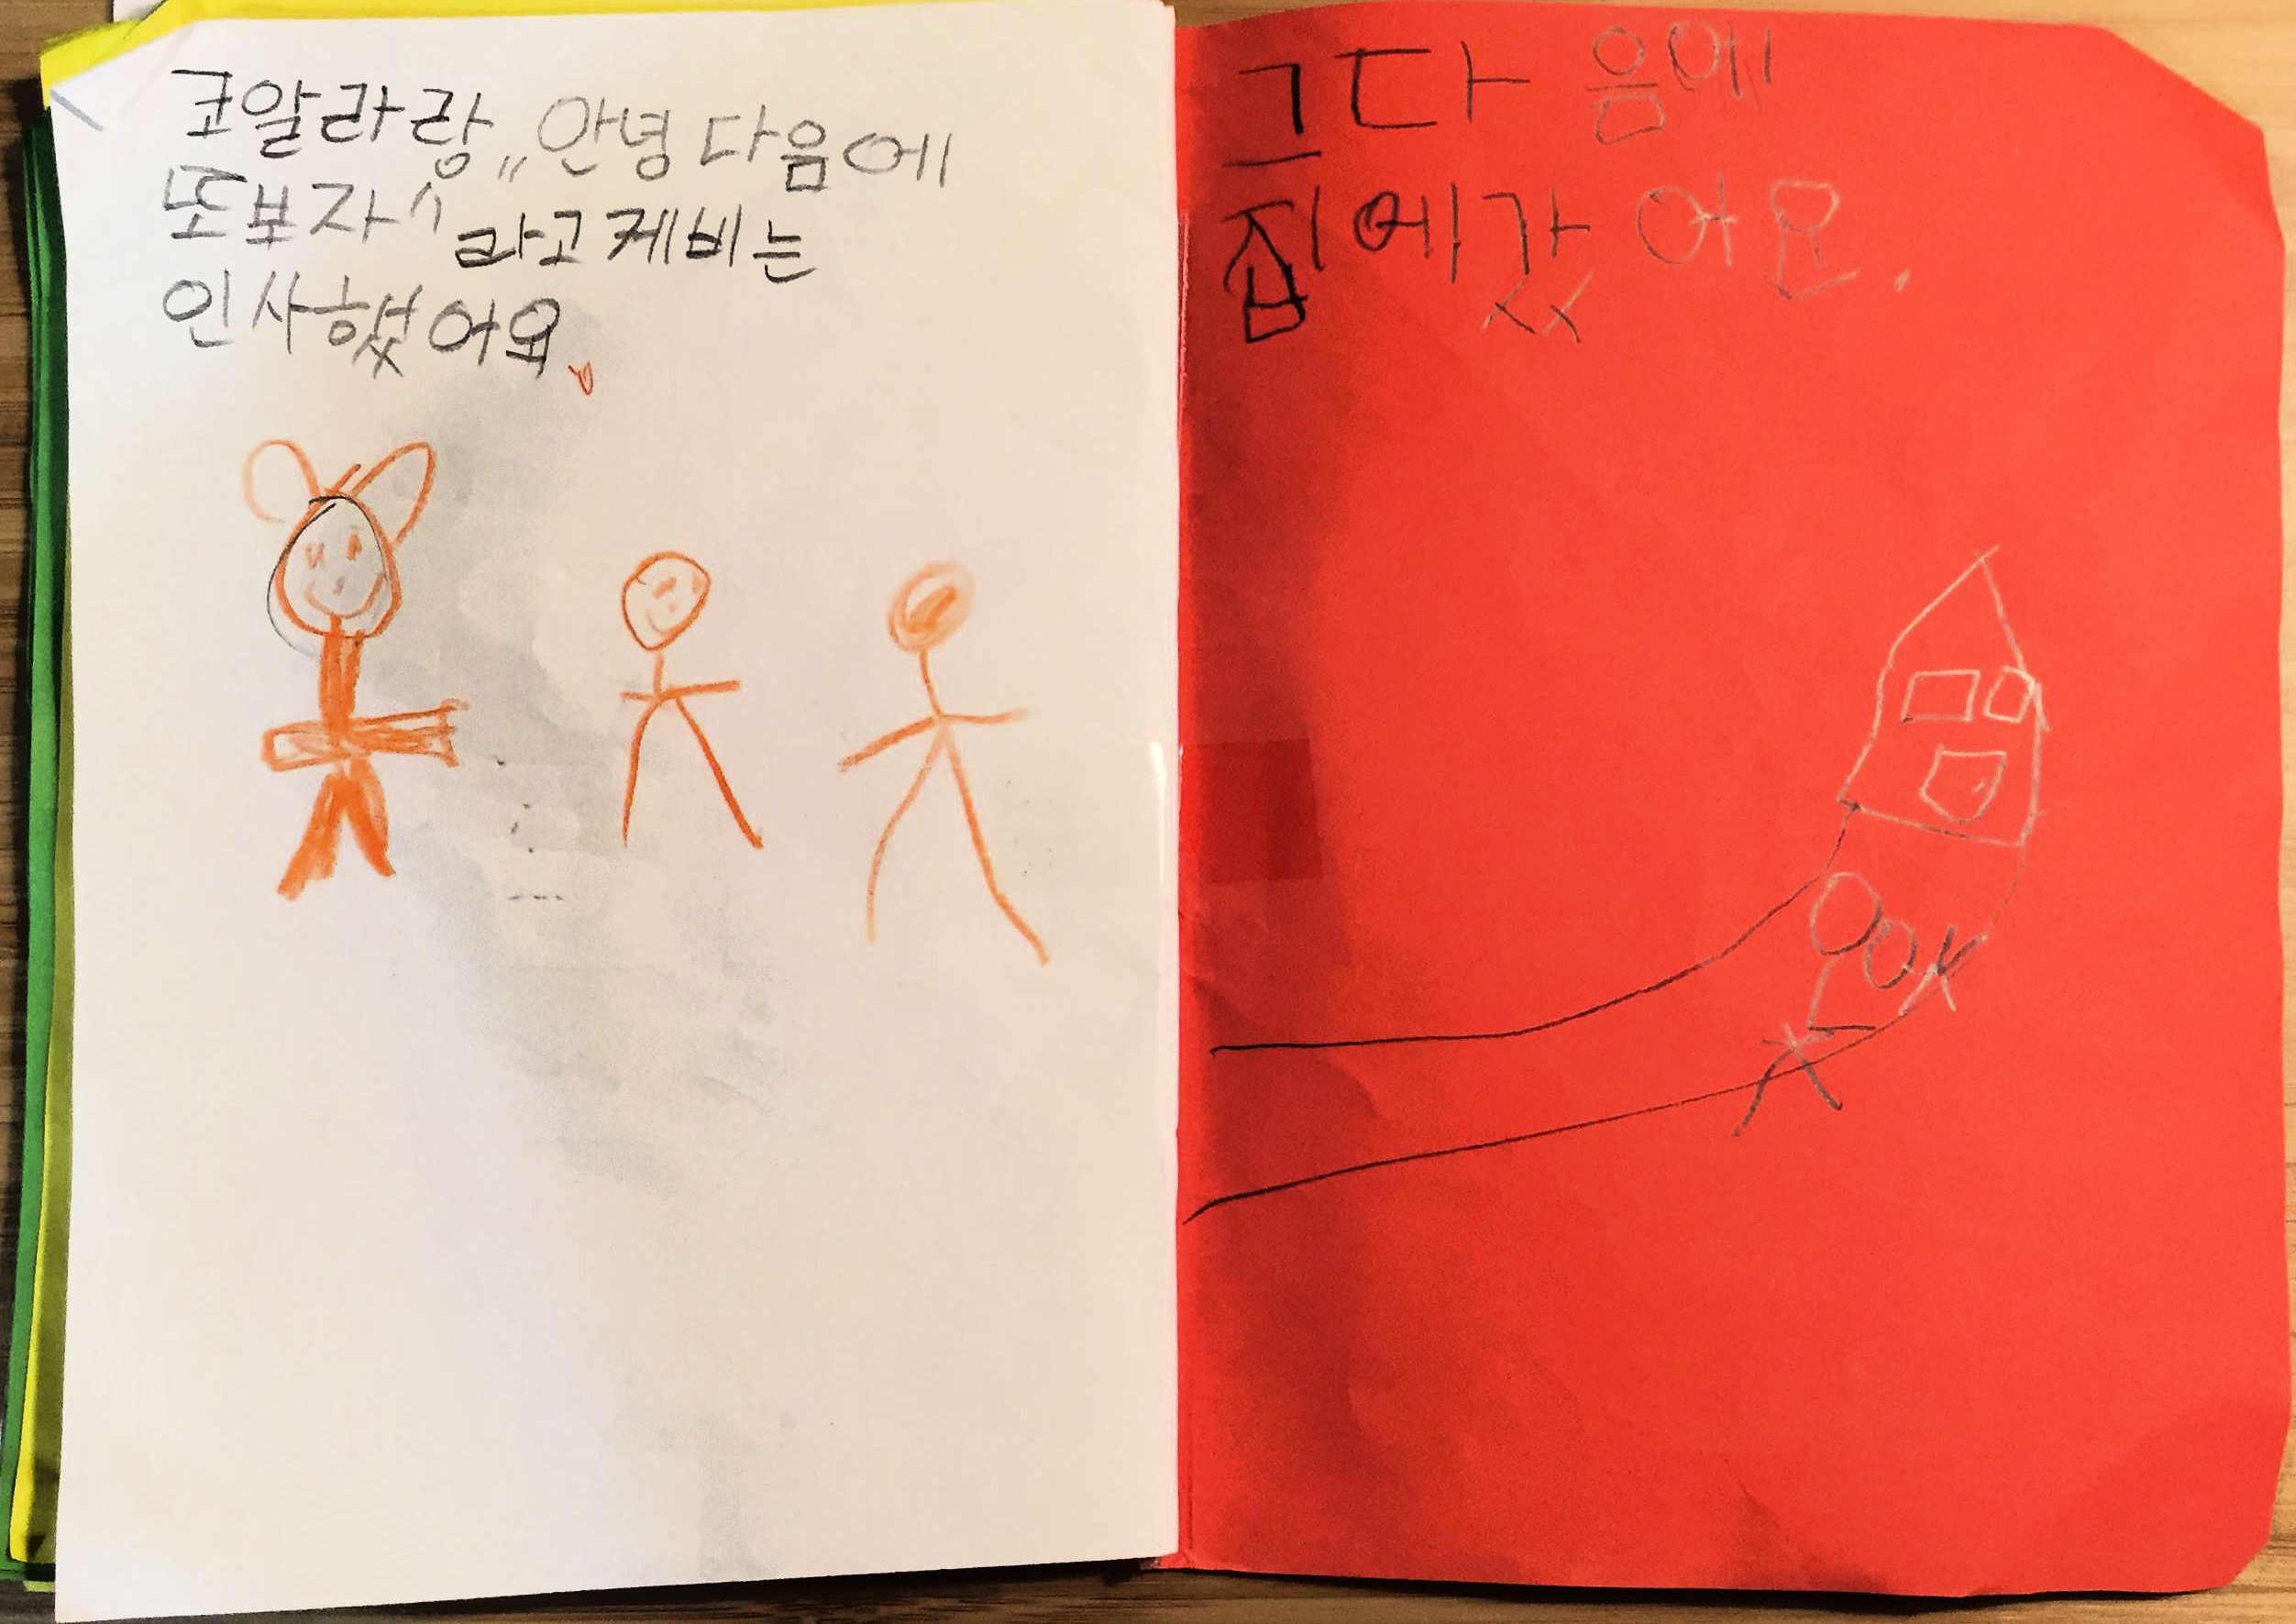 코알라랑 "안녕 다음에
또보자" 라고 케비는
인사했어요.
그다음에
집에갔어요.